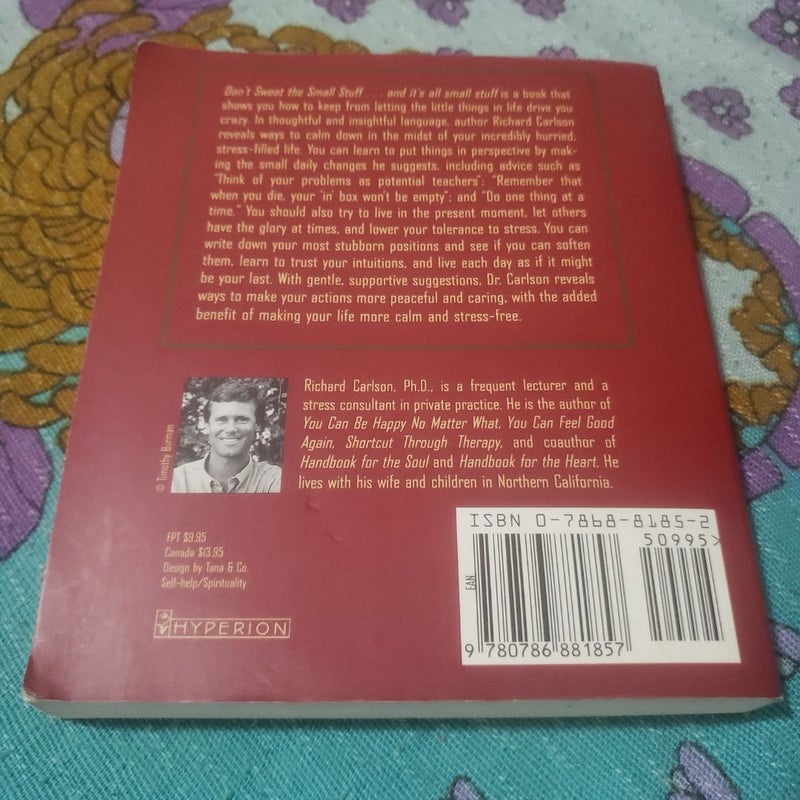 Don't Sweat the Small Stuff . . . and it's all small stuff is a book that
shows you how to keep from letting the little things in life drive you
crazy. In thoughtful and insightful language, author Richard Carlson
reveals ways to calm down in the midst of your incredibly hurried,
stress-filled life. You can learn to put things in perspective by mak-
ing the small daily changes he suggests, including advice such as
"Think of your problems as potential teachers"; "Remember that
when you die, your 'in' box won't be empty"; and "Do one thing at a
time." You should also try to live in the present moment, let others
have the glory at times, and lower your tolerance to stress. You can
write down your most stubborn positions and see if you can soften
them, learn to trust your intuitions, and live each day as if it might
be your last. With gentle, supportive suggestions, Dr. Carlson reveals
ways to make your actions more peaceful and caring, with the added
benefit of making your life more calm and stress-free.
© Timothy Burman
Richard Carlson, Ph.D., is a frequent lecturer and a
stress consultant in private practice. He is the author of
You Can Be Happy No Matter What, You Can Feel Good
Again, Shortcut Through Therapy, and coauthor of
Handbook for the Soul and Handbook for the Heart. He
lives with his wife and children in Northern California.
FPT $9.95
Canada $13.95
Design by Tana & Co.
Self-help/Spirituality
HYPERION
ISBN 0-7868-8185-2
50995>
EAN
9 780786 881857